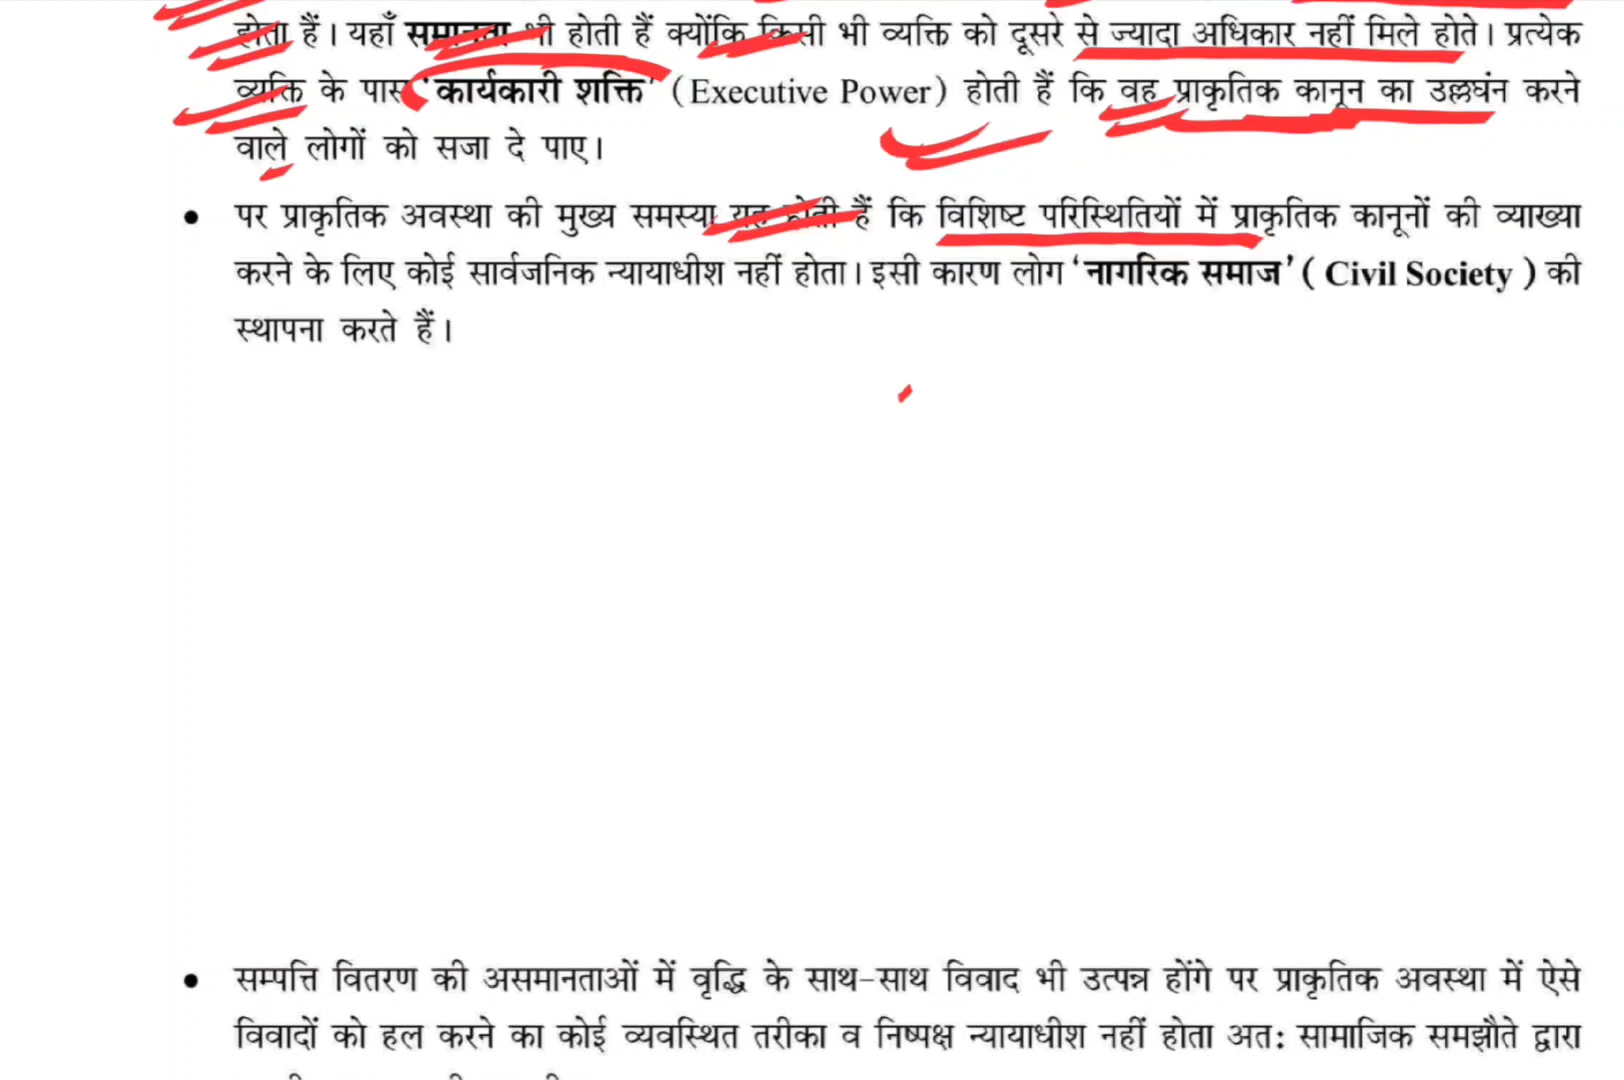 होता हैं। यहाँ समानता भी होती हैं क्योंकि किसी भी व्यक्ति को दूसरे से ज्यादा अधिकार नहीं मिले होते। प्रत्येक
व्यक्ति के पास 'कार्यकारी शक्ति' (Executive Power) होती हैं कि वह प्राकृतिक कानून का उल्लघंन करने
वाले लोगों को सजा दे पाए।
• पर प्राकृतिक अवस्था की मुख्य समस्या यह होती हैं कि विशिष्ट परिस्थितियों में प्राकृतिक कानूनों की व्याख्या
करने के लिए कोई सार्वजनिक न्यायाधीश नहीं होता। इसी कारण लोग 'नागरिक समाज' ( Civil Society ) की
स्थापना करते हैं।
• सम्पत्ति वितरण की असमानताओं में वृद्धि के साथ-साथ विवाद भी उत्पन्न होंगे पर प्राकृतिक अवस्था में ऐसे
विवादों को हल करने का कोई व्यवस्थित तरीका व निष्पक्ष न्यायाधीश नहीं होता अतः सामाजिक समझौते द्वारा